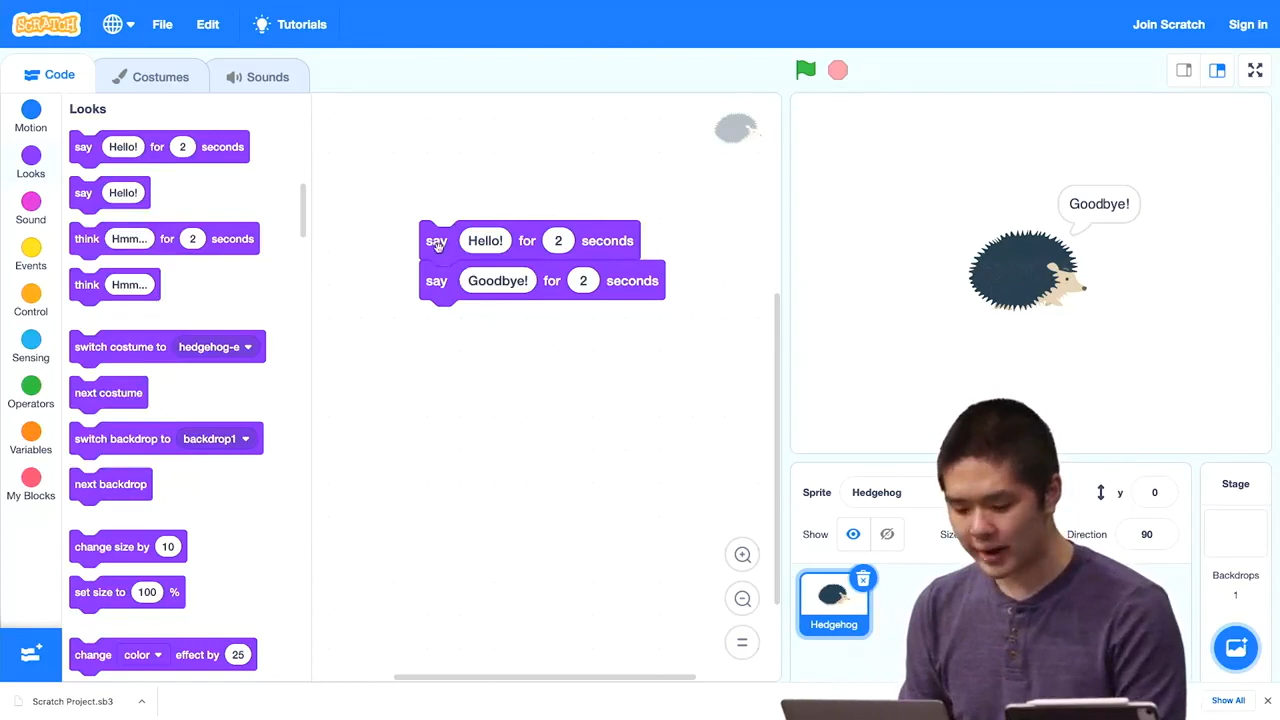 SCRATCH File Edit Tutorials Join Scratch Sign in
Code Costumes Sounds
Motion
Looks
Sound
Events
Control
Sensing
Operators
Variables
My Blocks
Looks
say Hello! for 2 seconds
say Hello!
think Hmm... for 2 seconds
think Hmm...
switch costume to hedgehog-e
next costume
switch backdrop to backdrop1
next backdrop
change size by 10
set size to 100 %
change color effect by 25
say Hello! for 2 seconds
say Goodbye! for 2 seconds
Goodbye!
Sprite Hedgehog y 0
Show Direction 90
Hedgehog
Stage
Backdrops
1
Scratch Project.sb3
Show All